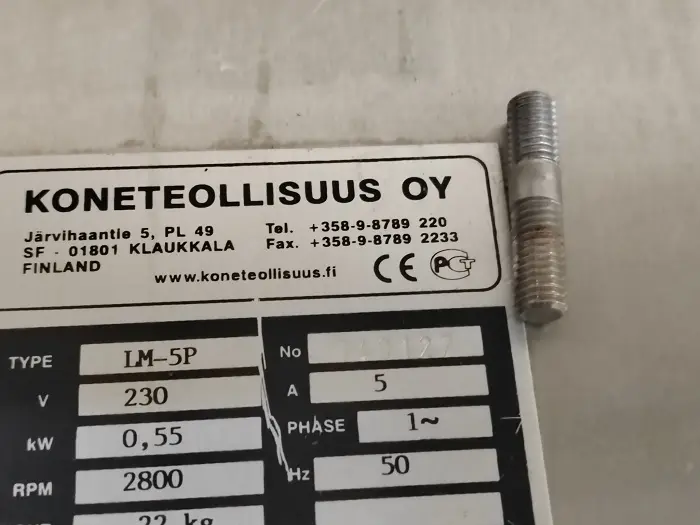 KONETEOLLISUUS OY
Järvihaantie 5, PL 49
SF - 01801 KLAUKKALA
FINLAND
Tel. +358-9-8789 220
Fax. +358-9-8789 2233
www.koneteollisuus.fi
CE
TYPE LM-5P
No
V 230
A 5
kW 0,55
PHASE 1~
RPM 2800
Hz 50
22 kg